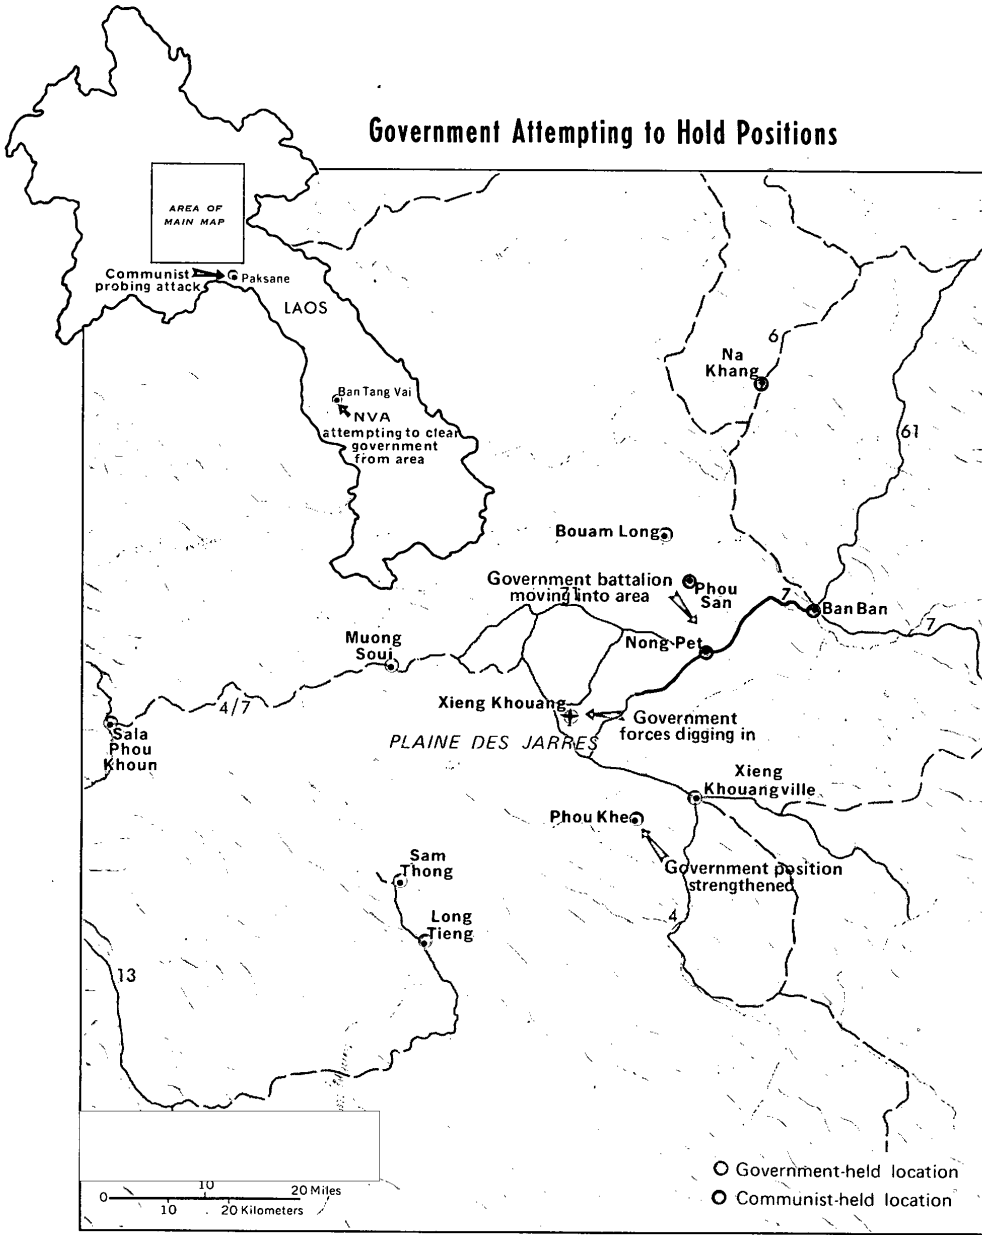 Government Attempting to Hold Positions
AREA OF
MAIN MAP
Communist
probing attack
Paksane
LAOS
Ban Tang Vai
NVA
attempting to clear
government
from area
6
Na
Khang
61
Bouam Long
Government battalion
moving into area
71
Phou
San
7
Ban Ban
7
Nong Pet
Muong
Soui
4/7
Xieng Khouang
Government
forces digging in
PLAINE DES JARRES
Sala
Phou
Khoun
Xieng
Khouangville
Phou Khe
Government position
strengthened
Sam
Thong
Long
Tieng
4
13
Government-held location
Communist-held location
0 10 20 Miles
10 20 Kilometers